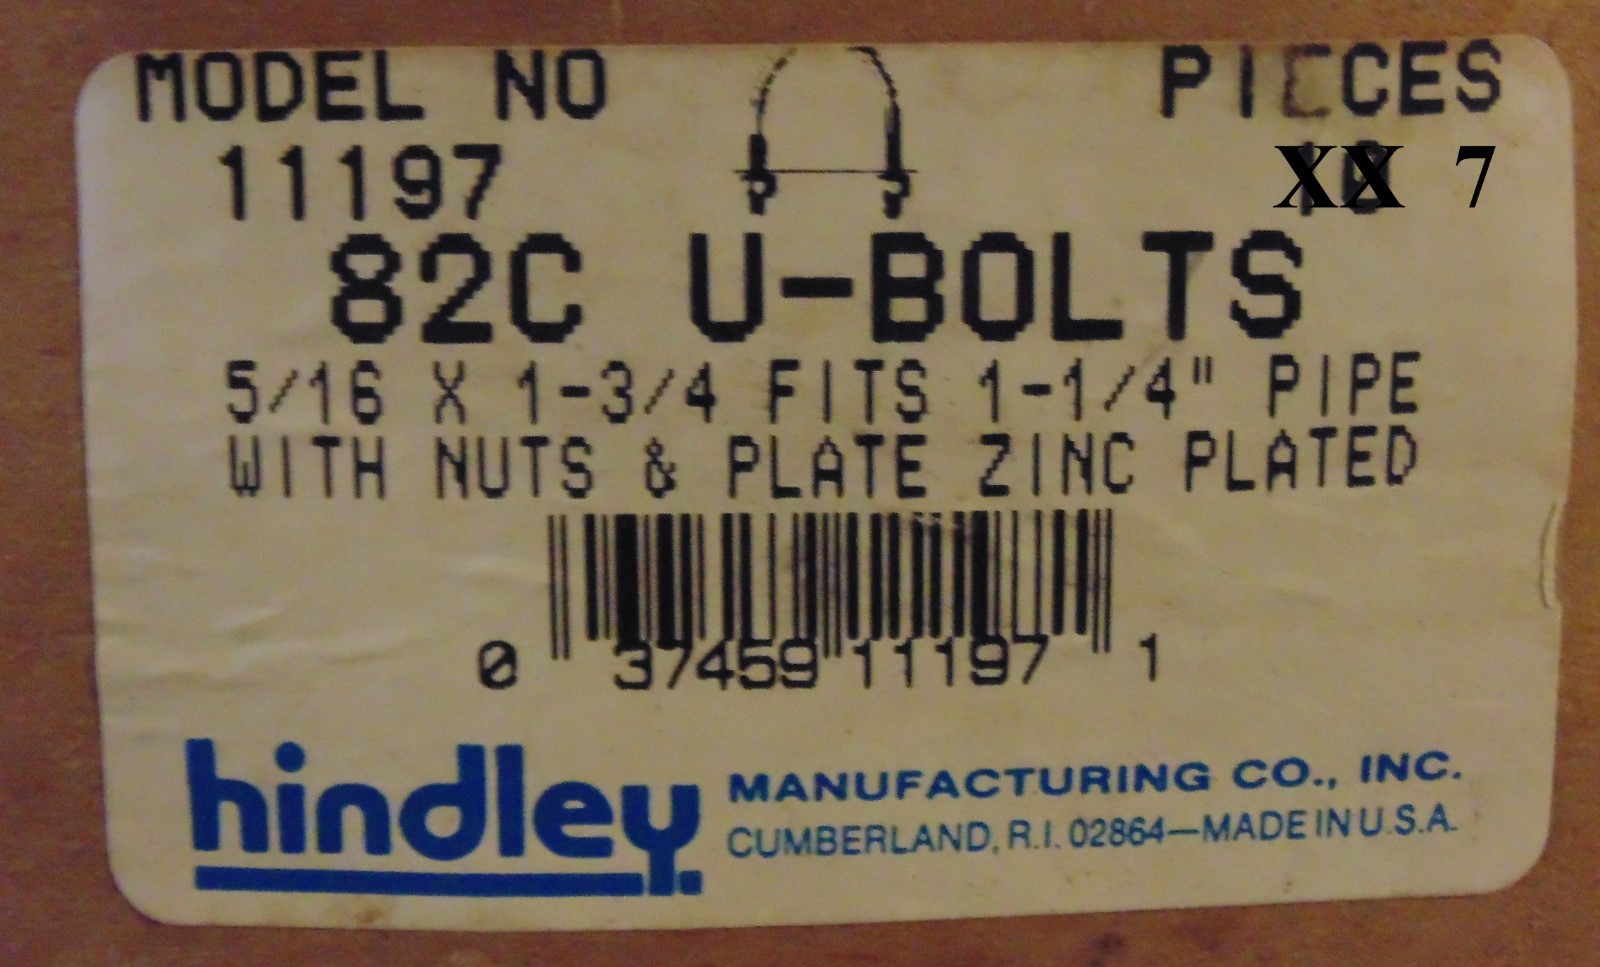 MODEL NO PIECES
11197 10 XX 7
82C U-BOLTS
5/16 X 1-3/4 FITS 1-1/4" PIPE
WITH NUTS & PLATE ZINC PLATED
0 37459 11197 1
hindley MANUFACTURING CO., INC.
CUMBERLAND, R.I. 02864—MADE IN U.S.A.